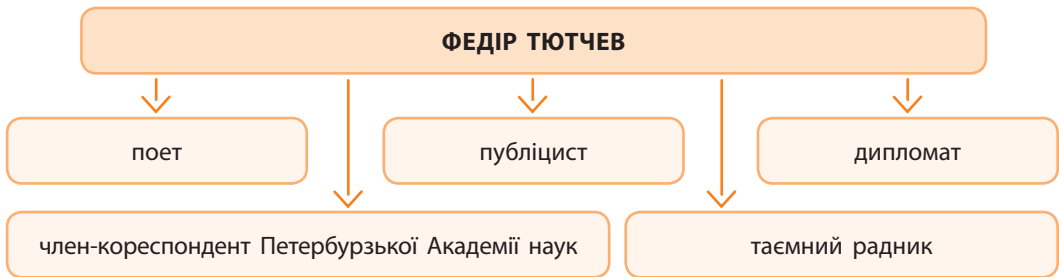 ФЕДІР ТЮТЧЕВ
поет
публіцист
дипломат
член-кореспондент Петербурзької Академії наук
таємний радник